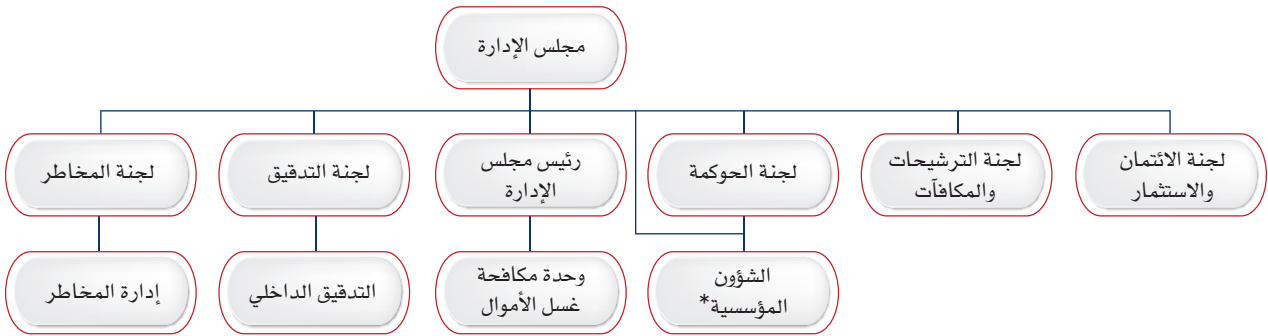 مجلس الإدارة
لجنة الائتمان
والاستثمار
لجنة الترشيحات
والمكافآت
لجنة الحوكمة
رئيس مجلس
الإدارة
لجنة التدقيق
لجنة المخاطر
الشؤون
المؤسسية*
وحدة مكافحة
غسل الأموال
التدقيق الداخلي
إدارة المخاطر